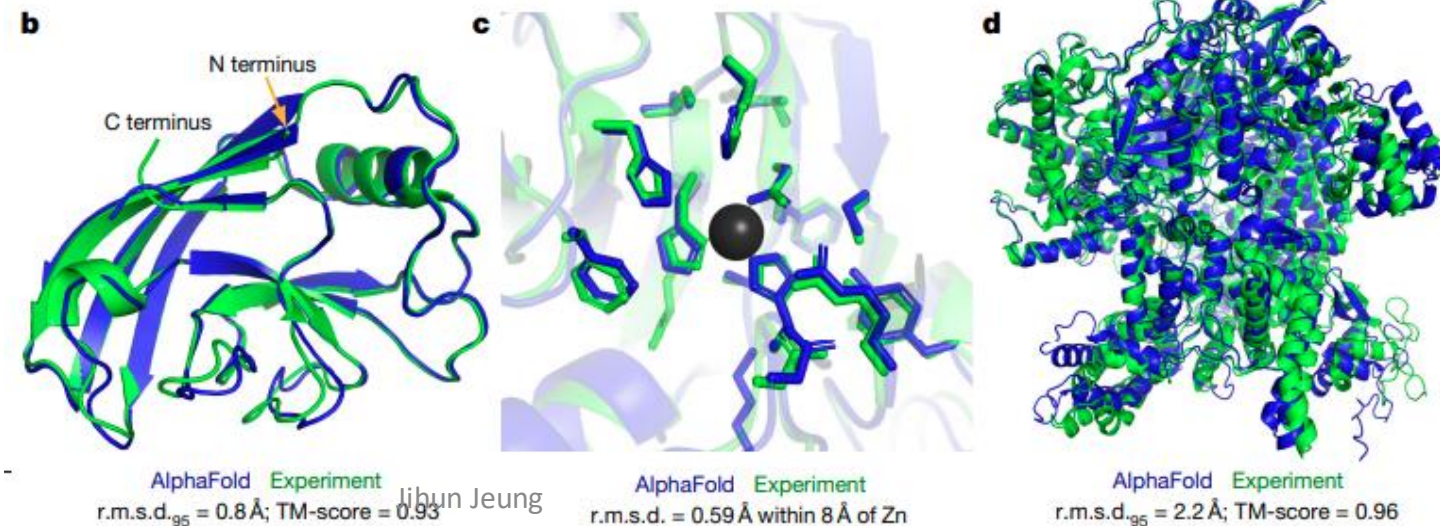 b
N terminus
C terminus
AlphaFold Experiment
r.m.s.d.95 = 0.8 Å; TM-score = 0.93
c
AlphaFold Experiment
r.m.s.d. = 0.59 Å within 8 Å of Zn
d
AlphaFold Experiment
r.m.s.d.95 = 2.2 Å; TM-score = 0.96
Jihun Jeung